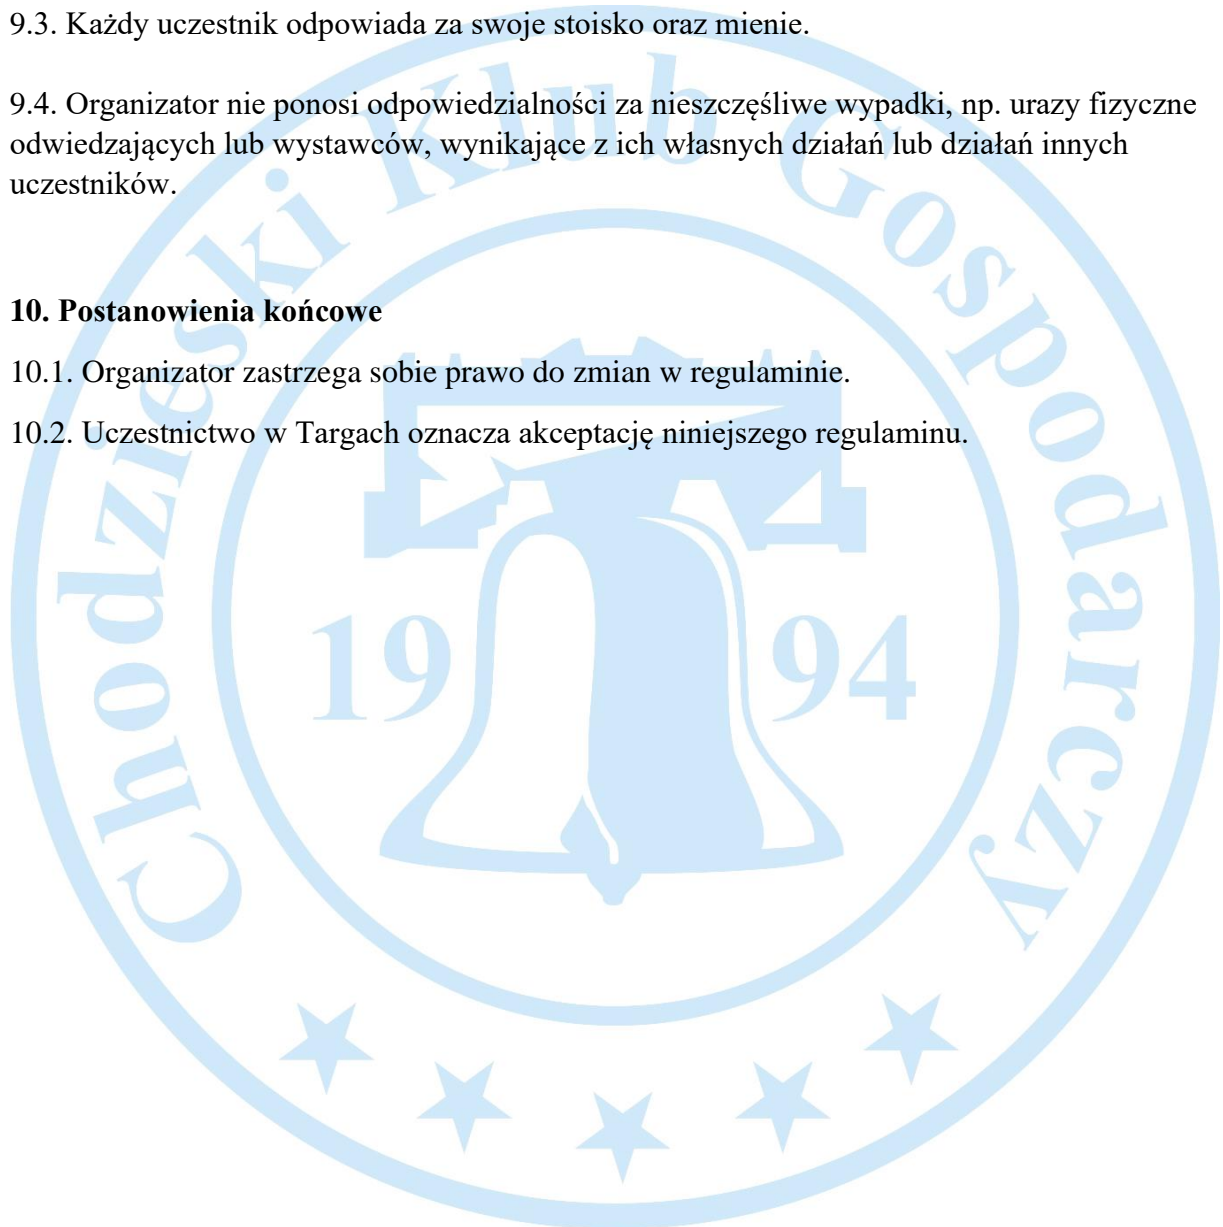 9.3. Każdy uczestnik odpowiada za swoje stoisko oraz mienie.
9.4. Organizator nie ponosi odpowiedzialności za nieszczęśliwe wypadki, np. urazy fizyczne
odwiedzających lub wystawców, wynikające z ich własnych działań lub działań innych
uczestników.
10. Postanowienia końcowe
10.1. Organizator zastrzega sobie prawo do zmian w regulaminie.
10.2. Uczestnictwo w Targach oznacza akceptację niniejszego regulaminu.
Chodzieski Klub Gospodarczy
19 94